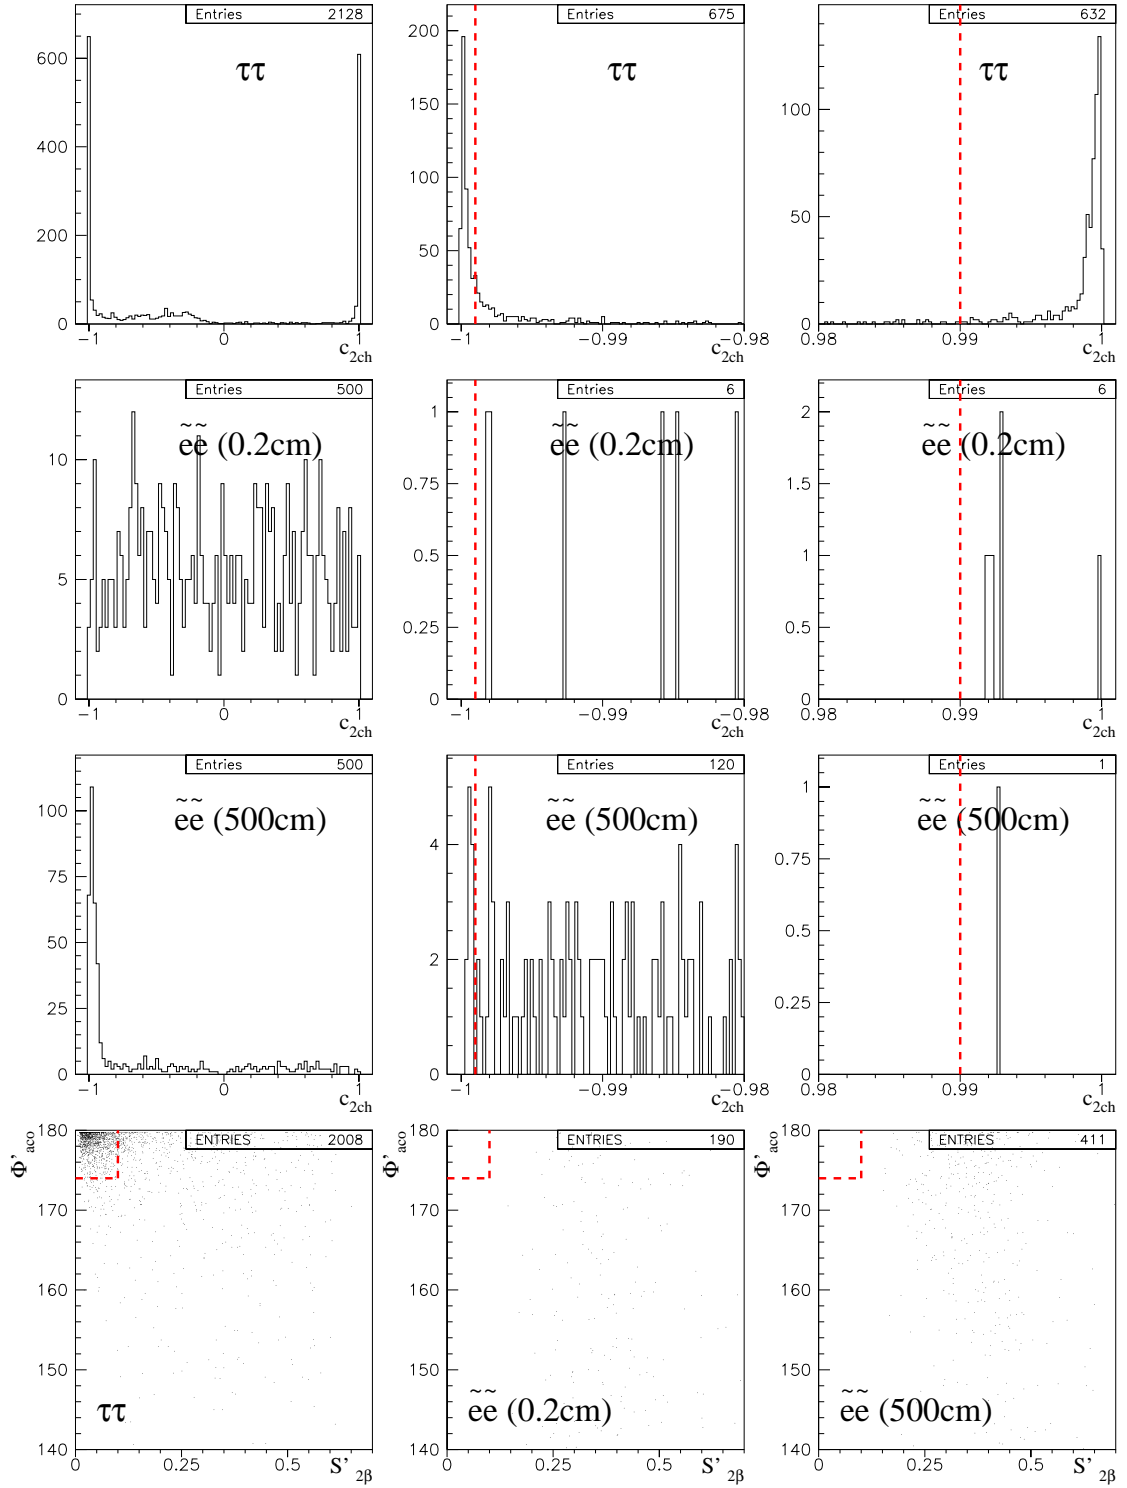 Entries 2128
ττ
600
400
200
0
-1 0 1
c2ch
Entries 675
ττ
200
150
100
50
0
-1 -0.99 -0.98
c2ch
Entries 632
ττ
100
50
0
0.98 0.99 1
c2ch
Entries 500
ẽẽ (0.2cm)
10
5
0
-1 0 1
c2ch
Entries 6
ẽẽ (0.2cm)
1
0.75
0.5
0.25
0
-1 -0.99 -0.98
c2ch
Entries 6
ẽẽ (0.2cm)
2
1.5
1
0.5
0
0.98 0.99 1
c2ch
Entries 500
ẽẽ (500cm)
100
75
50
25
0
-1 0 1
c2ch
Entries 120
ẽẽ (500cm)
4
2
0
-1 -0.99 -0.98
c2ch
Entries 1
ẽẽ (500cm)
1
0.75
0.5
0.25
0
0.98 0.99 1
c2ch
ENTRIES 2008
Φ'aco
180
170
160
150
140
ττ
0 0.25 0.5
S'2β
ENTRIES 190
Φ'aco
180
170
160
150
140
ẽẽ (0.2cm)
0 0.25 0.5
S'2β
ENTRIES 411
Φ'aco
180
170
160
150
140
ẽẽ (500cm)
0 0.25 0.5
S'2β